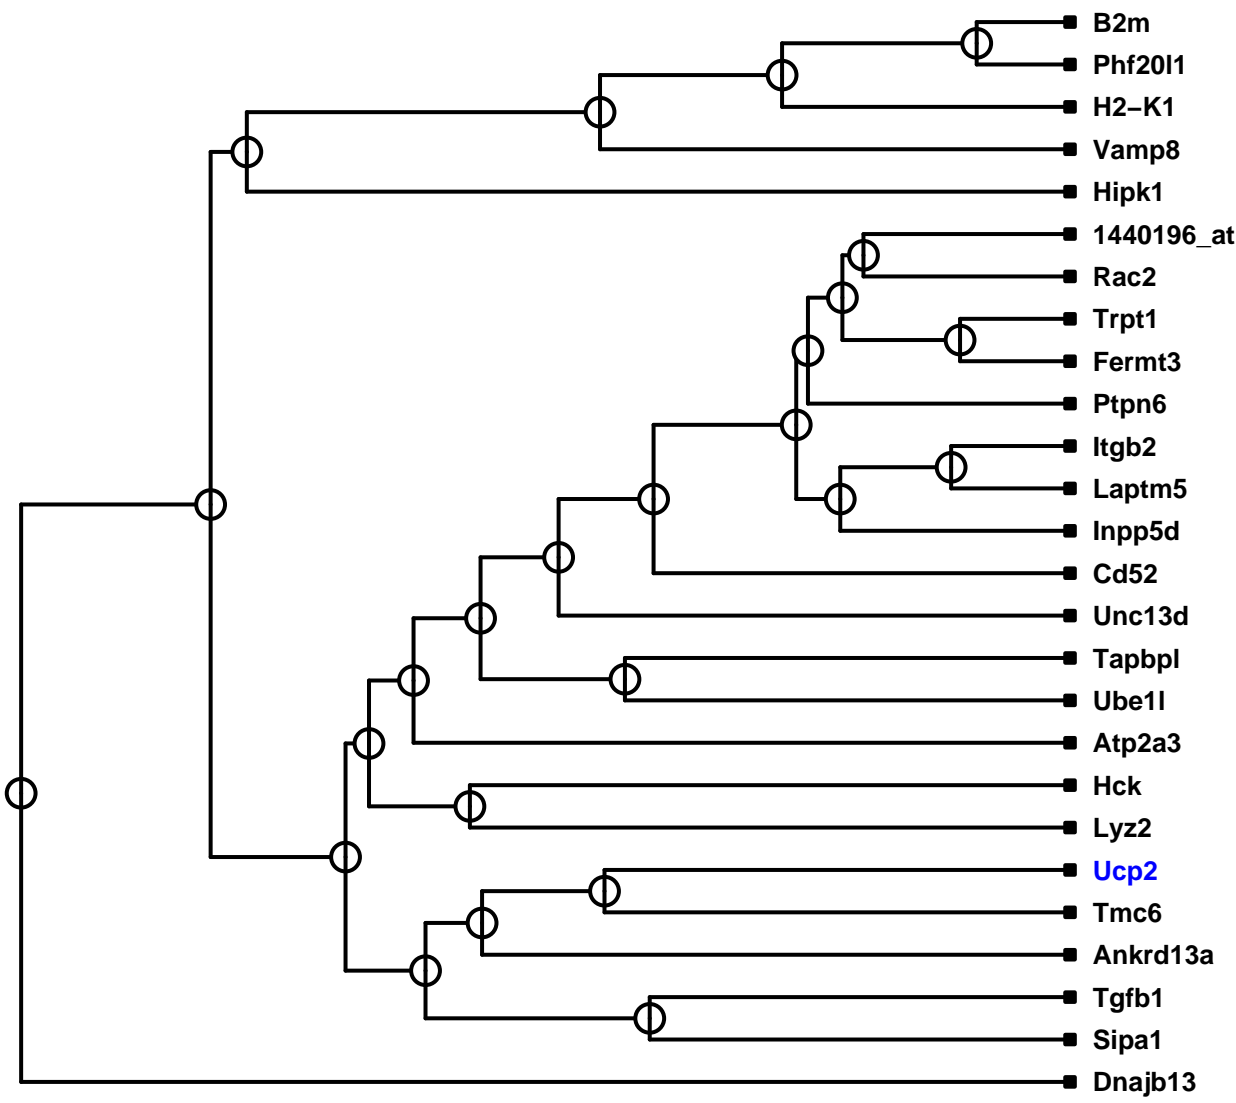 B2m
Phf20l1
H2−K1
Vamp8
Hipk1
1440196_at
Rac2
Trpt1
Fermt3
Ptpn6
Itgb2
Laptm5
Inpp5d
Cd52
Unc13d
Tapbpl
Ube1l
Atp2a3
Hck
Lyz2
Ucp2
Tmc6
Ankrd13a
Tgfb1
Sipa1
Dnajb13